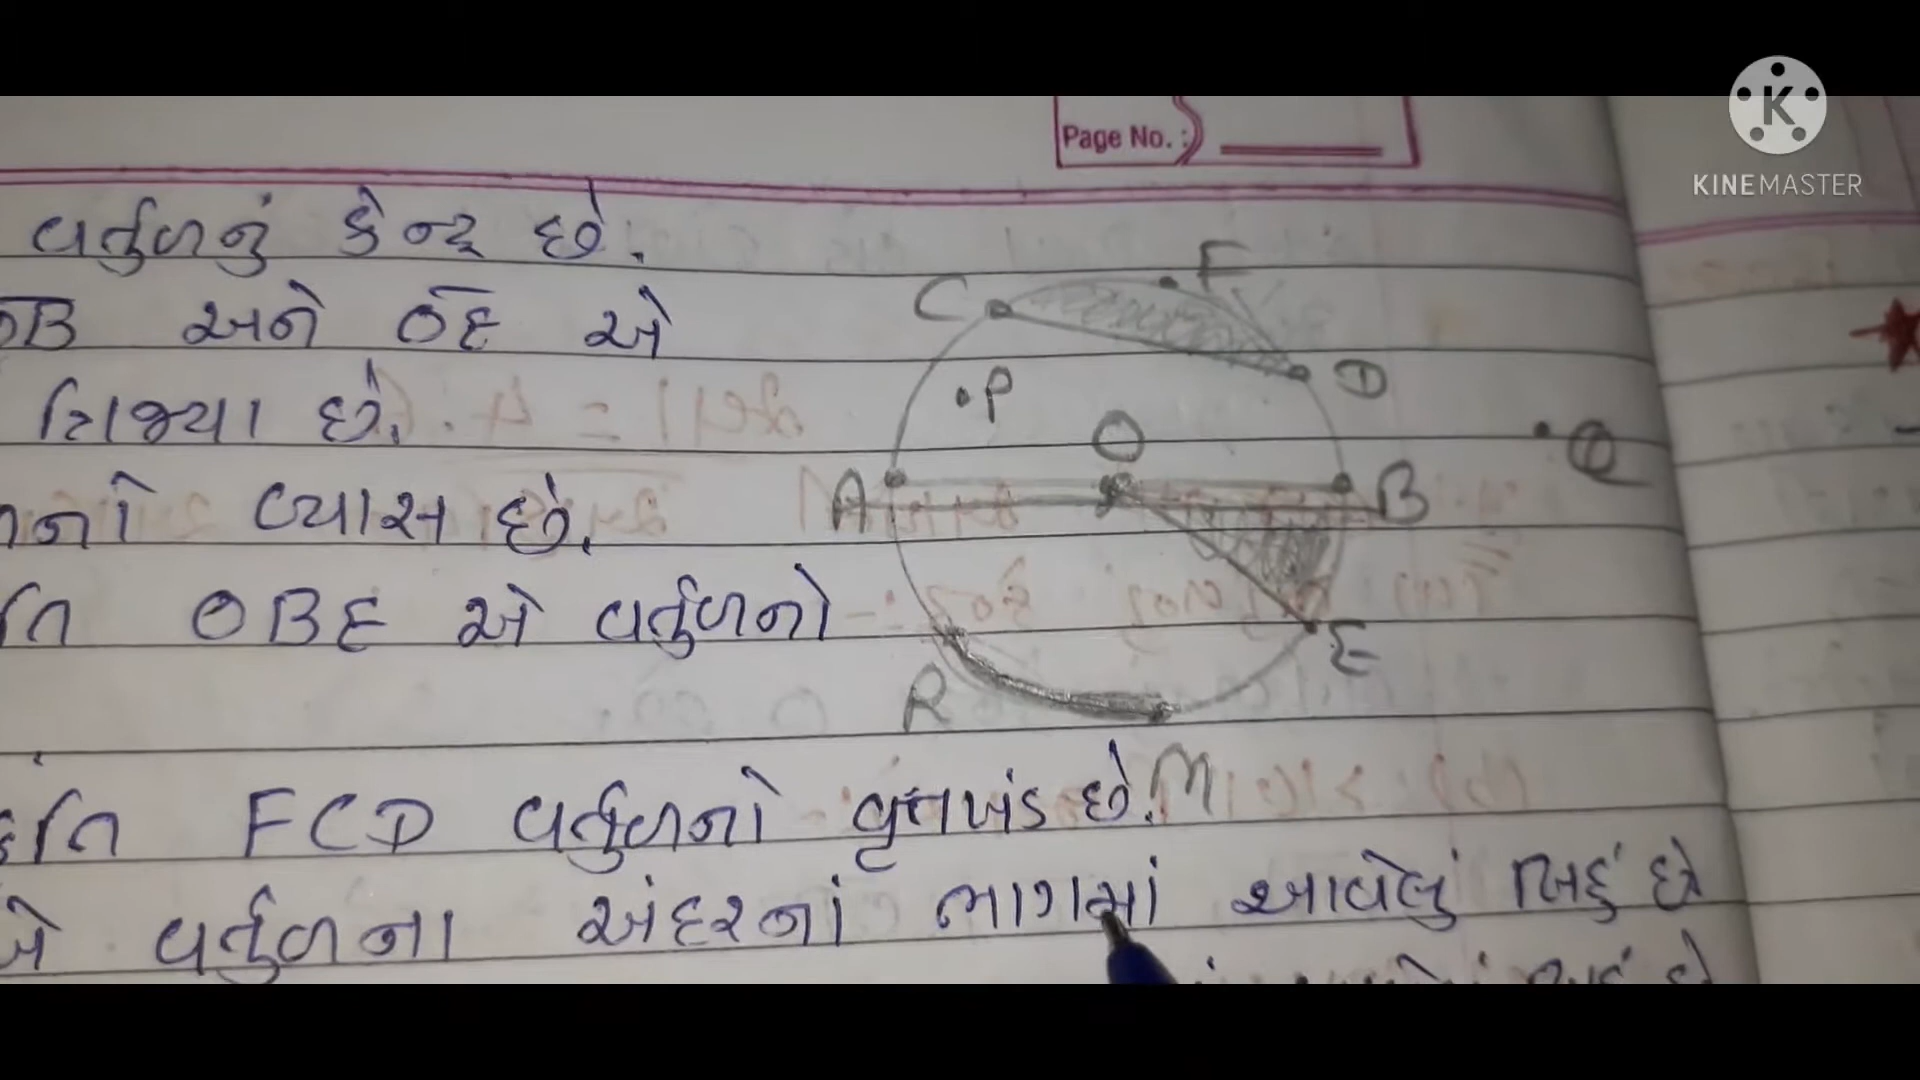 Page No. :
KINEMASTER
વર્તુળનું કેન્દ્ર છે.
OB અને OE એ
ત્રિજ્યા છે.
વ્યાસ છે.
OBE એ વર્તુળનો
FCD વર્તુળનો વૃત્તખંડ છે.
વર્તુળના અંદરનાં ભાગમાં આવેલું બિંદુ છે
C
F
D
P
O
Q
A
B
E
R
M